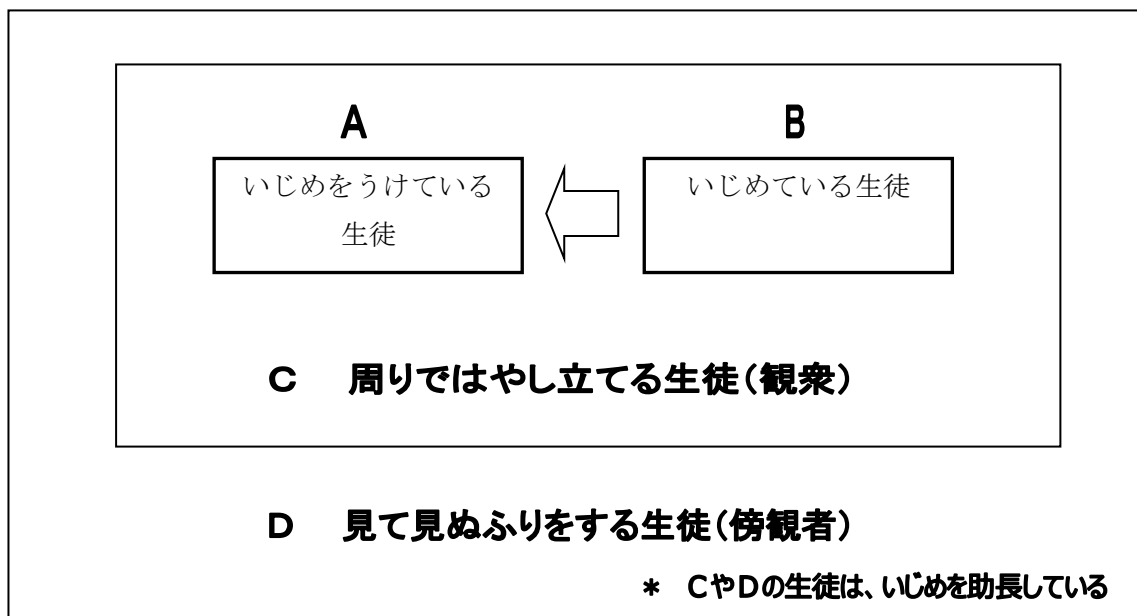 A
B
いじめをうけている
生徒
いじめている生徒
C 周りではやし立てる生徒(観衆)
D 見て見ぬふりをする生徒(傍観者)
* CやDの生徒は、いじめを助長している